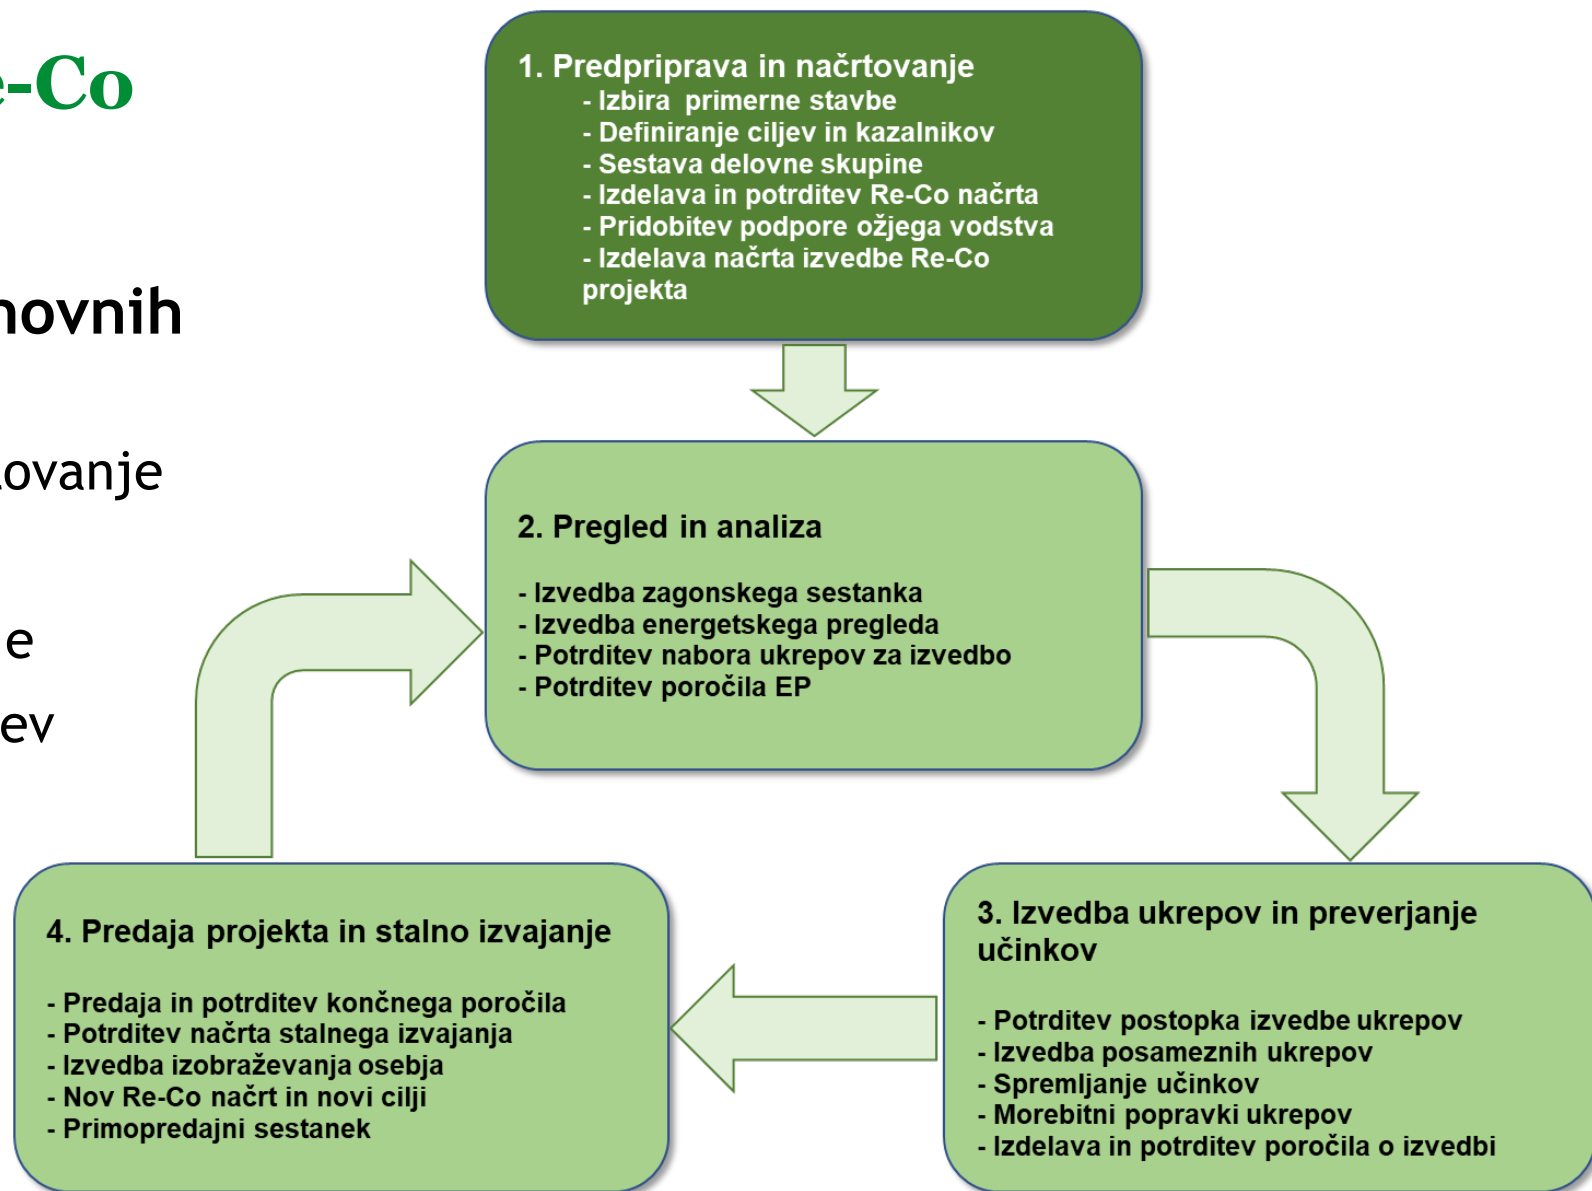 e-Co
novnih
ovanje
e
ev
1. Predpriprava in načrtovanje
- Izbira primerne stavbe
- Definiranje ciljev in kazalnikov
- Sestava delovne skupine
- Izdelava in potrditev Re-Co načrta
- Pridobitev podpore ožjega vodstva
- Izdelava načrta izvedbe Re-Co
projekta
2. Pregled in analiza
- Izvedba zagonskega sestanka
- Izvedba energetskega pregleda
- Potrditev nabora ukrepov za izvedbo
- Potrditev poročila EP
3. Izvedba ukrepov in preverjanje
učinkov
- Potrditev postopka izvedbe ukrepov
- Izvedba posameznih ukrepov
- Spremljanje učinkov
- Morebitni popravki ukrepov
- Izdelava in potrditev poročila o izvedbi
4. Predaja projekta in stalno izvajanje
- Predaja in potrditev končnega poročila
- Potrditev načrta stalnega izvajanja
- Izvedba izobraževanja osebja
- Nov Re-Co načrt in novi cilji
- Primopredajni sestanek